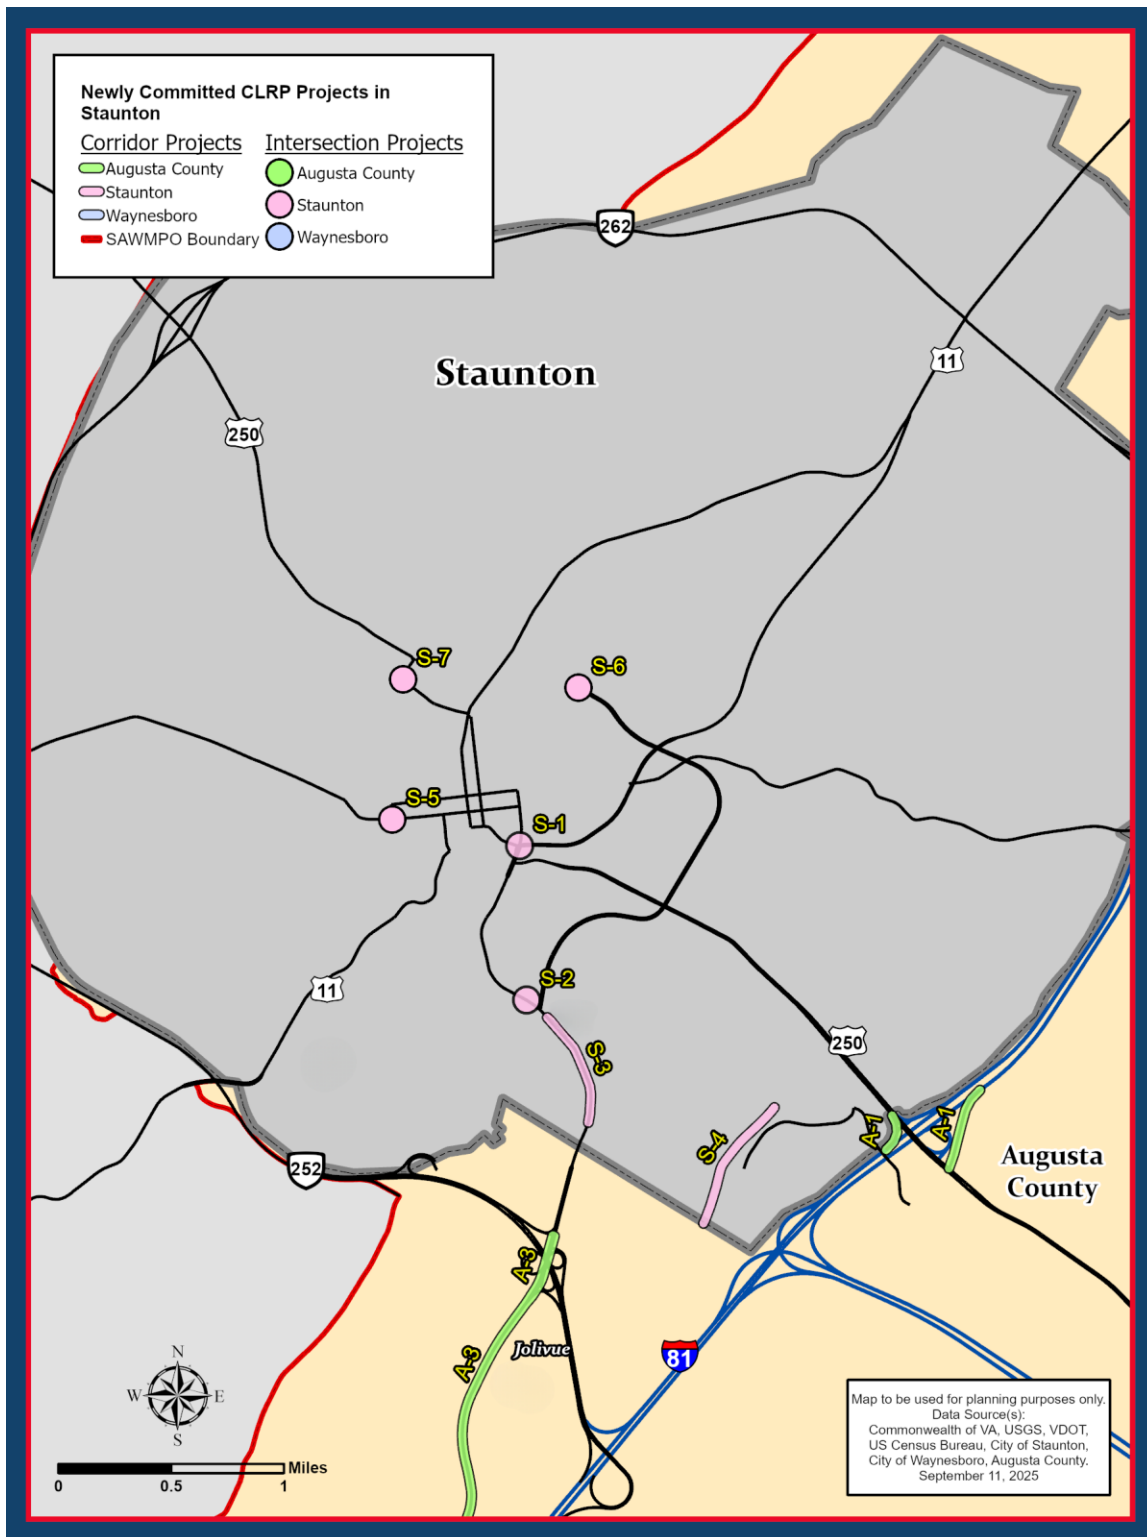 Newly Committed CLRP Projects in
Staunton
Corridor Projects
Augusta County
Staunton
Waynesboro
SAWMPO Boundary
Intersection Projects
Augusta County
Staunton
Waynesboro
262
11
Staunton
250
S-7
S-6
S-5
S-1
S-2
11
250
S-3
S-4
A-1
A-1
Augusta
County
252
A-3
Jolivue
A-3
81
N
W E
S
Miles
0 0.5 1
Map to be used for planning purposes only.
Data Source(s):
Commonwealth of VA, USGS, VDOT,
US Census Bureau, City of Staunton,
City of Waynesboro, Augusta County.
September 11, 2025